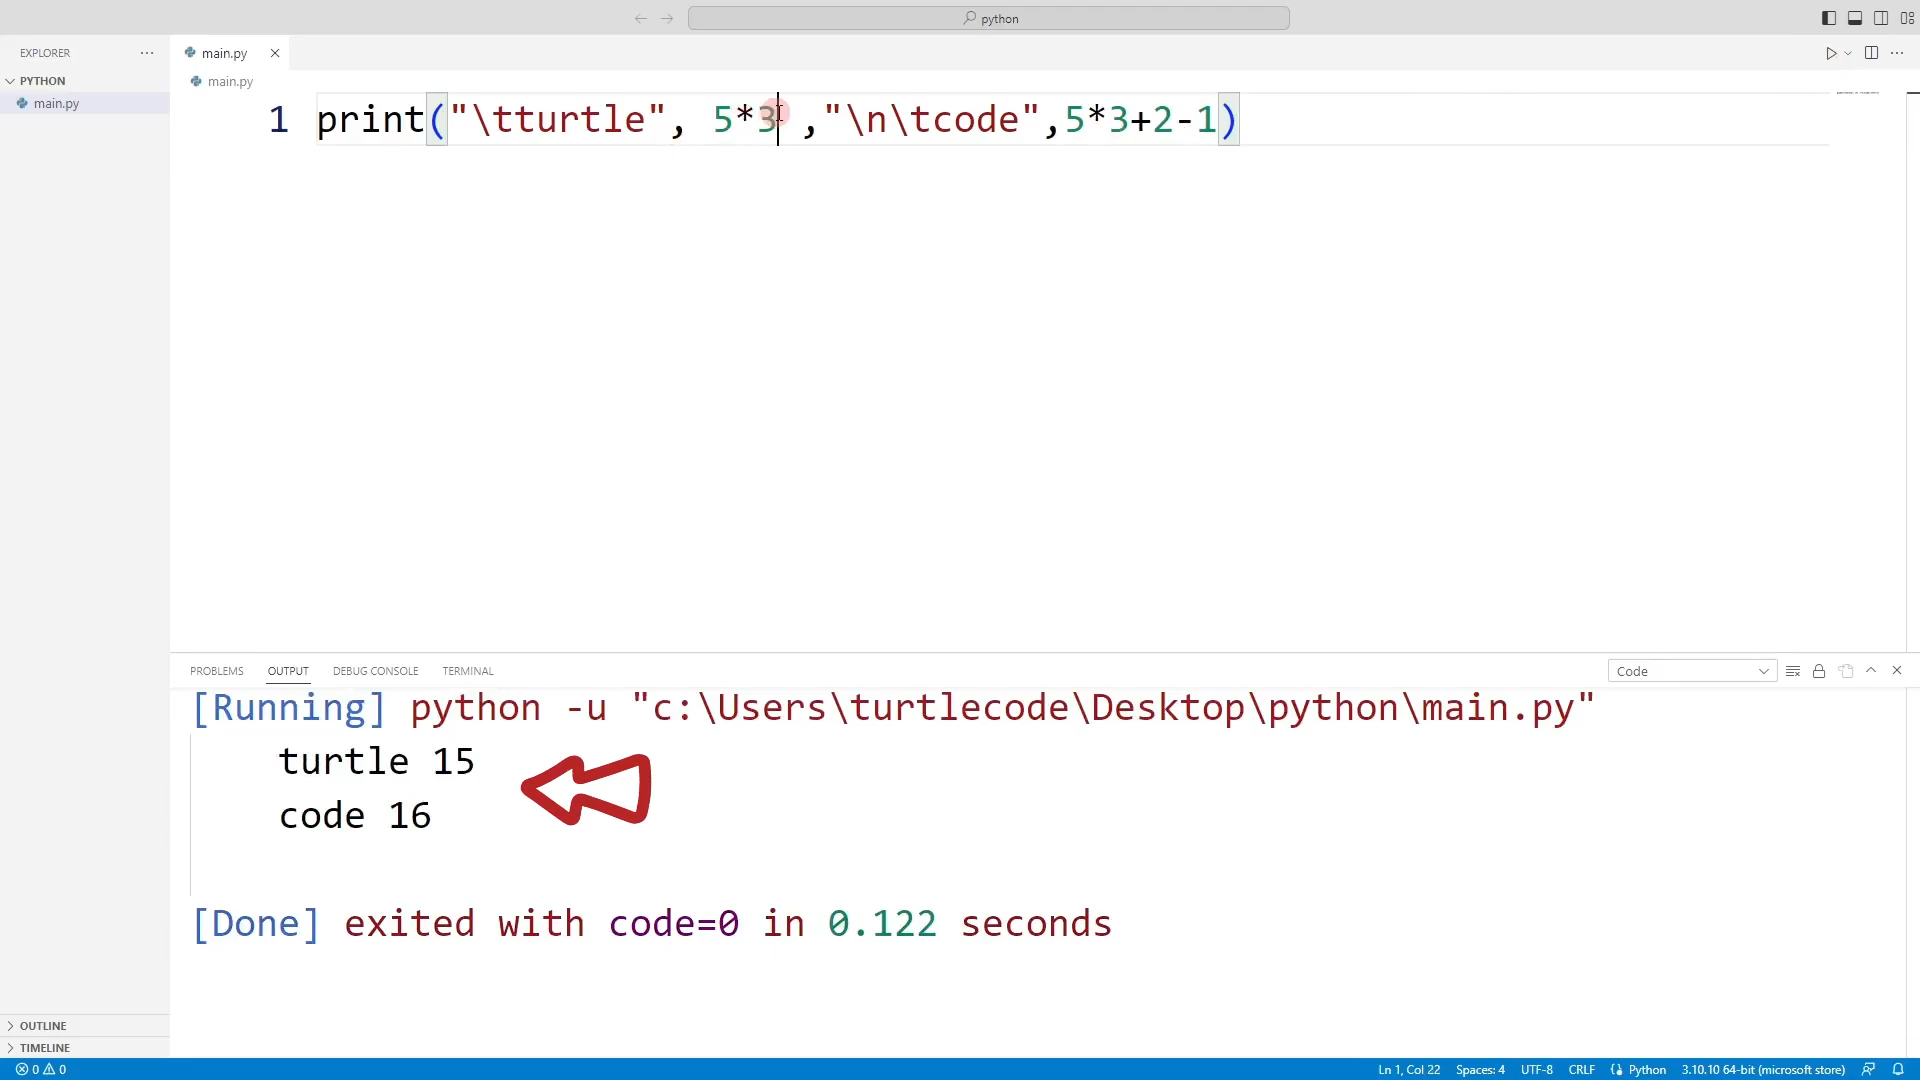 python
EXPLORER
main.py
PYTHON
main.py
main.py
1 print("\tturtle", 5*3 ,"\n\tcode",5*3+2-1)
PROBLEMS OUTPUT DEBUG CONSOLE TERMINAL Code
[Running] python -u "c:\Users\turtlecode\Desktop\python\main.py"
turtle 15
code 16
[Done] exited with code=0 in 0.122 seconds
OUTLINE
TIMELINE
0 0 Ln 1, Col 22 Spaces: 4 UTF-8 CRLF Python 3.10.10 64-bit (microsoft store)